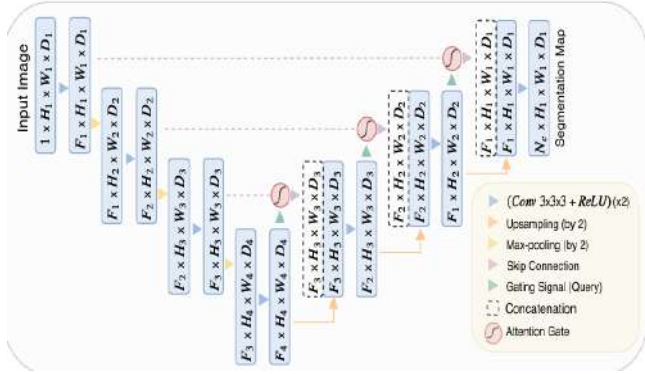 Input Image
1 × H₁ × W₁ × D₁
F₁ × H₁ × W₁ × D₁
F₁ × H₂ × W₂ × D₂
F₂ × H₂ × W₂ × D₂
F₂ × H₃ × W₃ × D₃
F₃ × H₃ × W₃ × D₃
F₃ × H₄ × W₄ × D₄
F₄ × H₄ × W₄ × D₄
F₃ × H₃ × W₃ × D₃
F₃ × H₃ × W₃ × D₃
F₂ × H₃ × W₃ × D₃
F₂ × H₂ × W₂ × D₂
F₂ × H₂ × W₂ × D₂
F₁ × H₂ × W₂ × D₂
F₁ × H₁ × W₁ × D₁
F₁ × H₁ × W₁ × D₁
N_c × H₁ × W₁ × D₁
Segmentation Map
(Conv 3x3x3 + ReLU) (x2)
Upsampling (by 2)
Max-pooling (by 2)
Skip Connection
Gating Signal (Query)
Concatenation
Attention Gate